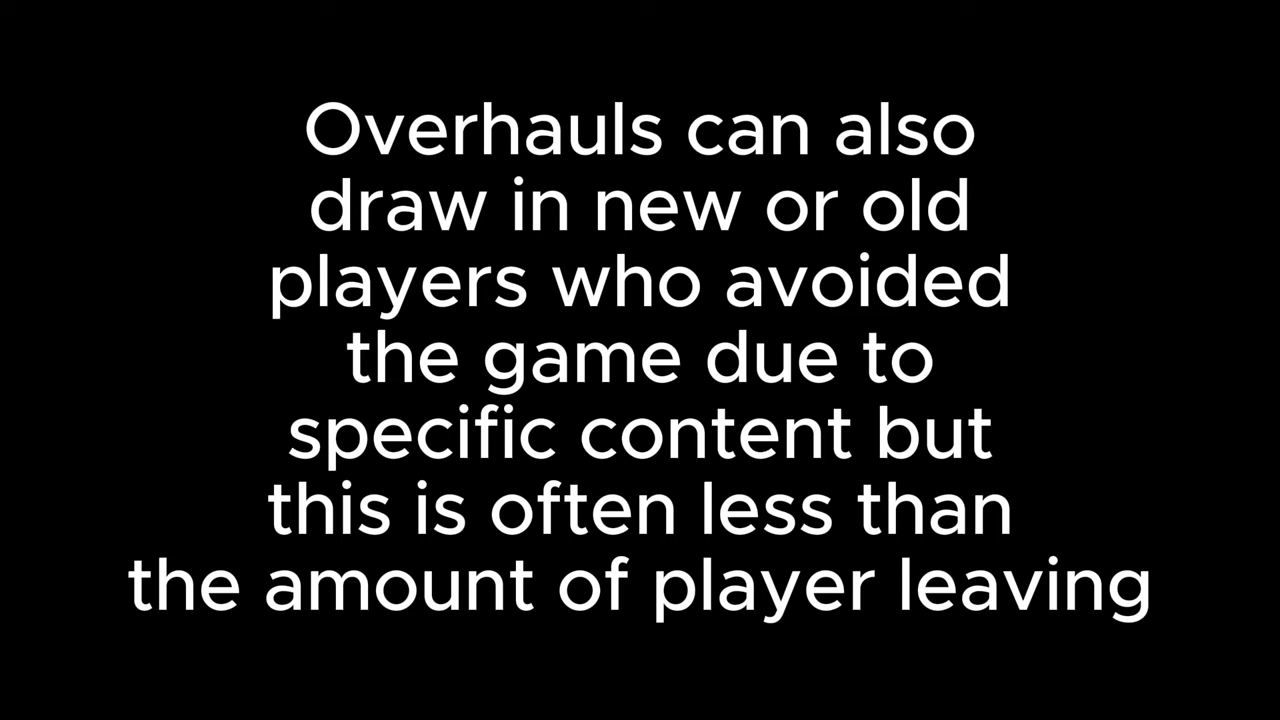 Overhauls can also
draw in new or old
players who avoided
the game due to
specific content but
this is often less than
the amount of player leaving